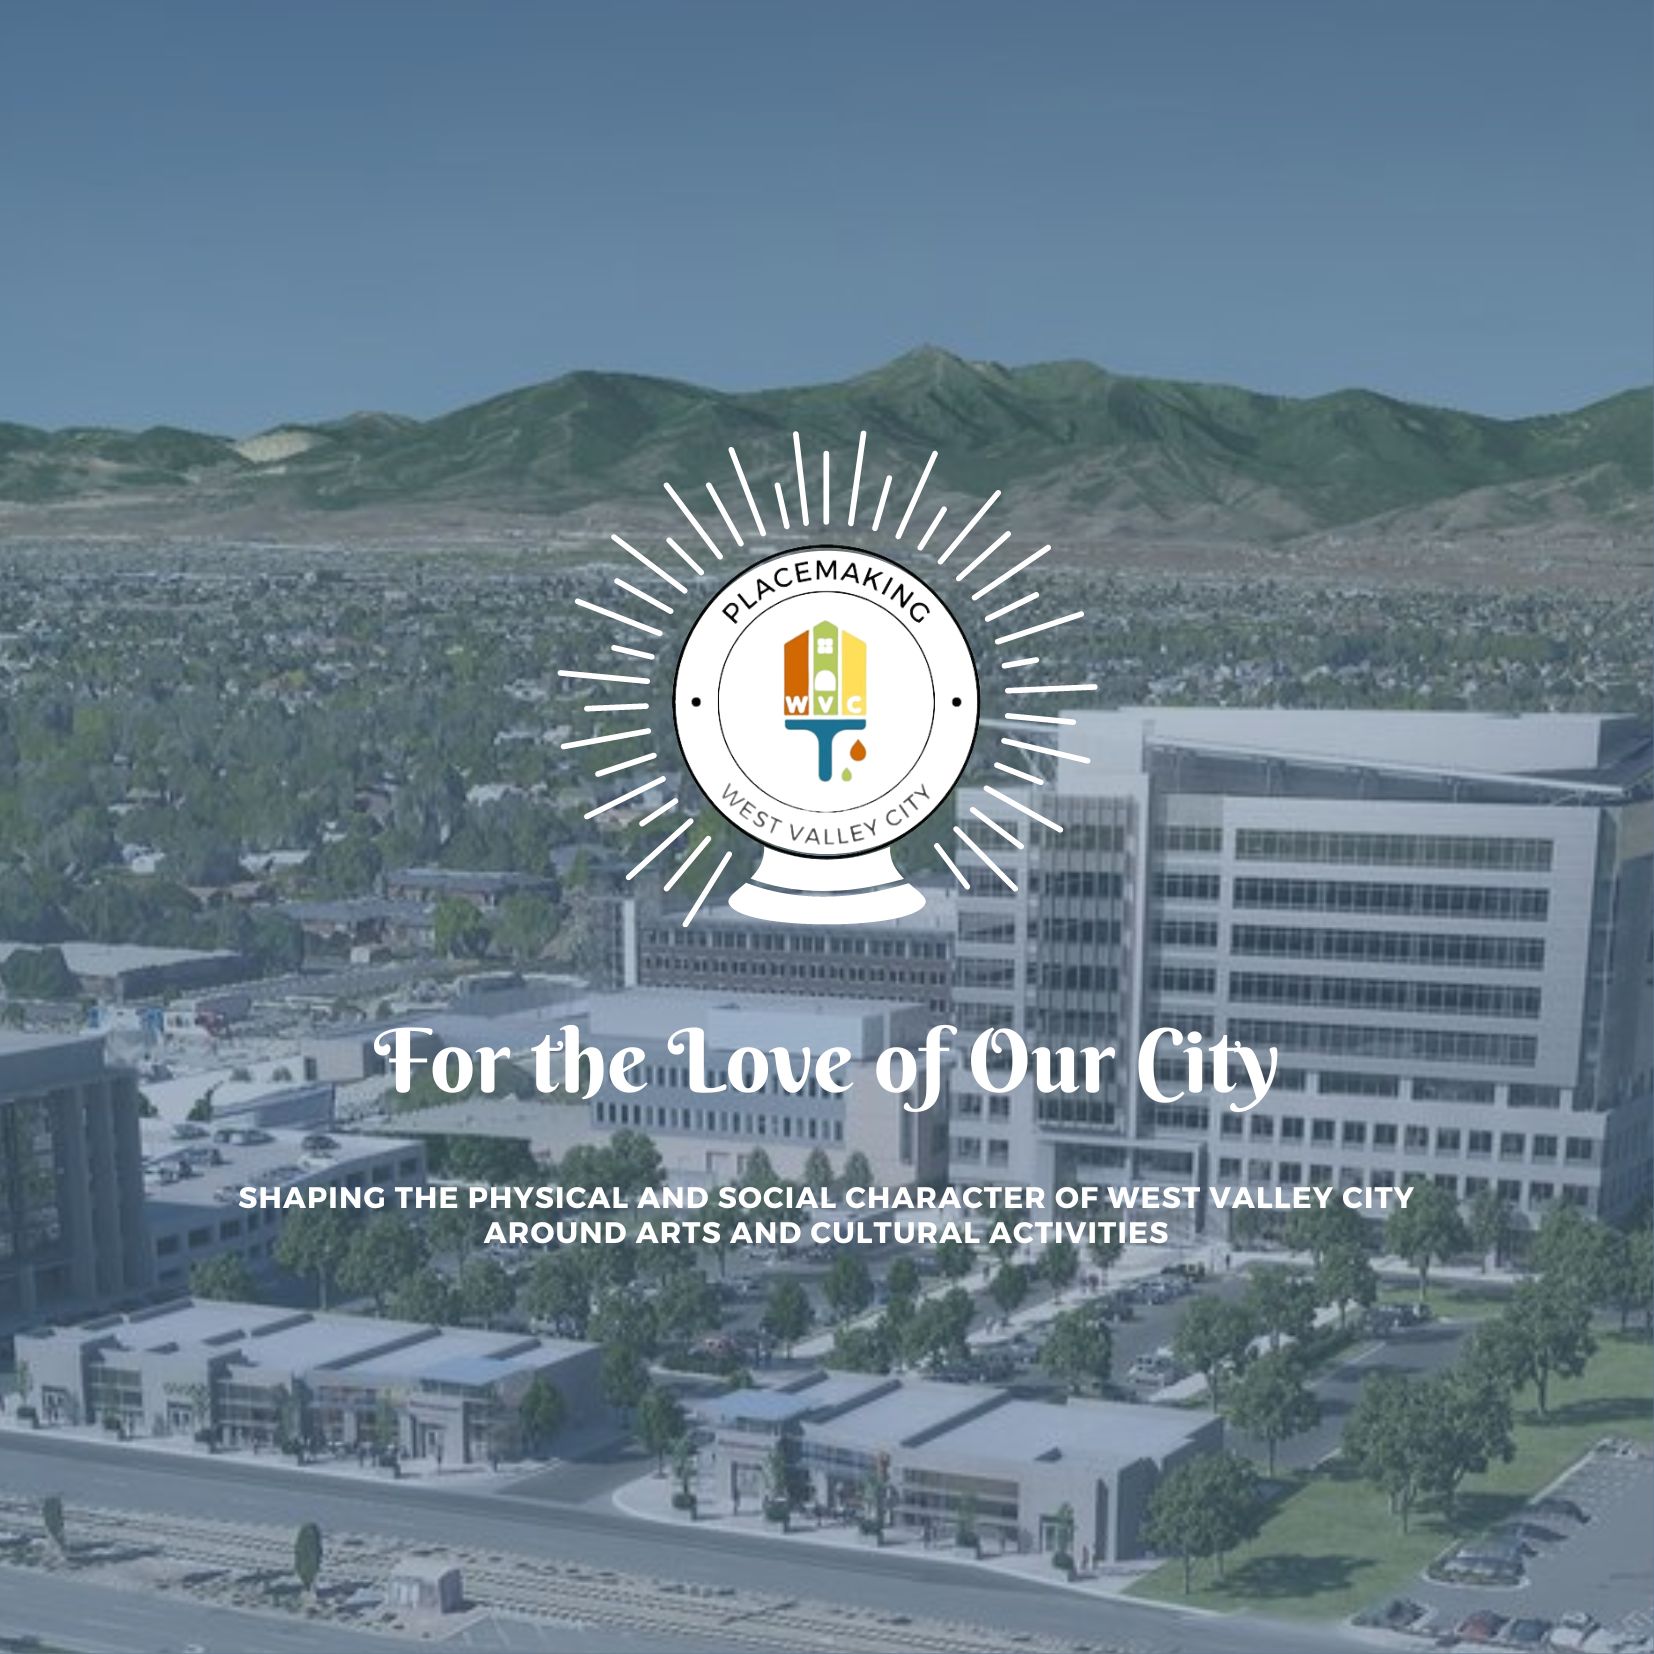 PLACEMAKING
WVC
WEST VALLEY CITY
For the Love of Our City
SHAPING THE PHYSICAL AND SOCIAL CHARACTER OF WEST VALLEY CITY
AROUND ARTS AND CULTURAL ACTIVITIES